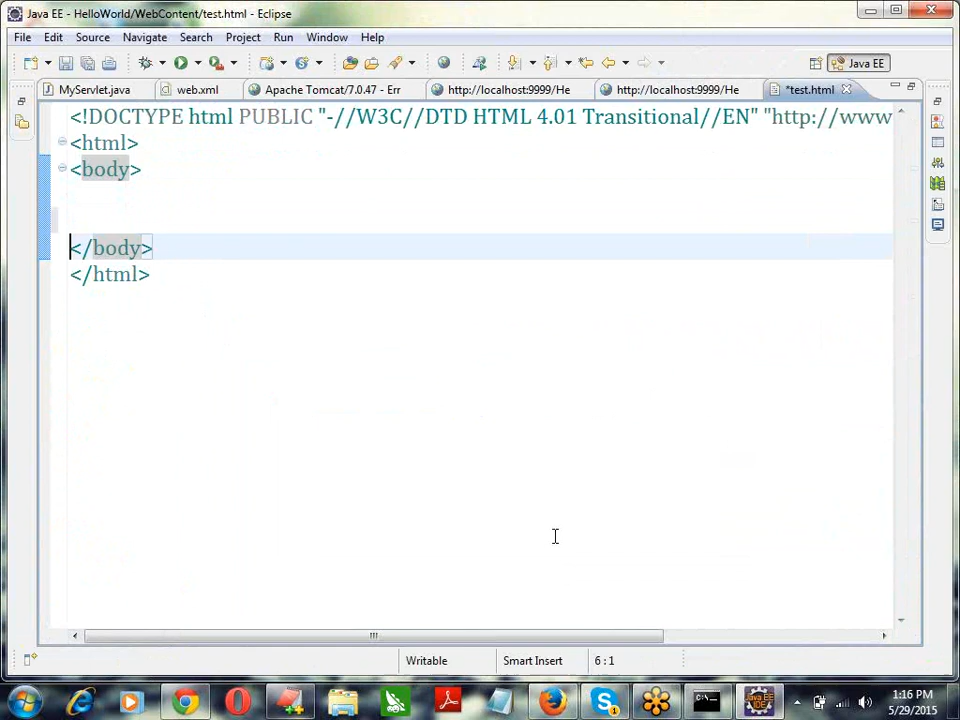 Java EE - HelloWorld/WebContent/test.html - Eclipse
File Edit Source Navigate Search Project Run Window Help
Java EE
MyServlet.java web.xml Apache Tomcat/7.0.47 - Err http://localhost:9999/He http://localhost:9999/He *test.html
<!DOCTYPE html PUBLIC "-//W3C//DTD HTML 4.01 Transitional//EN" "http://www
<html>
<body>
</body>
</html>
Writable Smart Insert 6 : 1
1:16 PM
5/29/2015